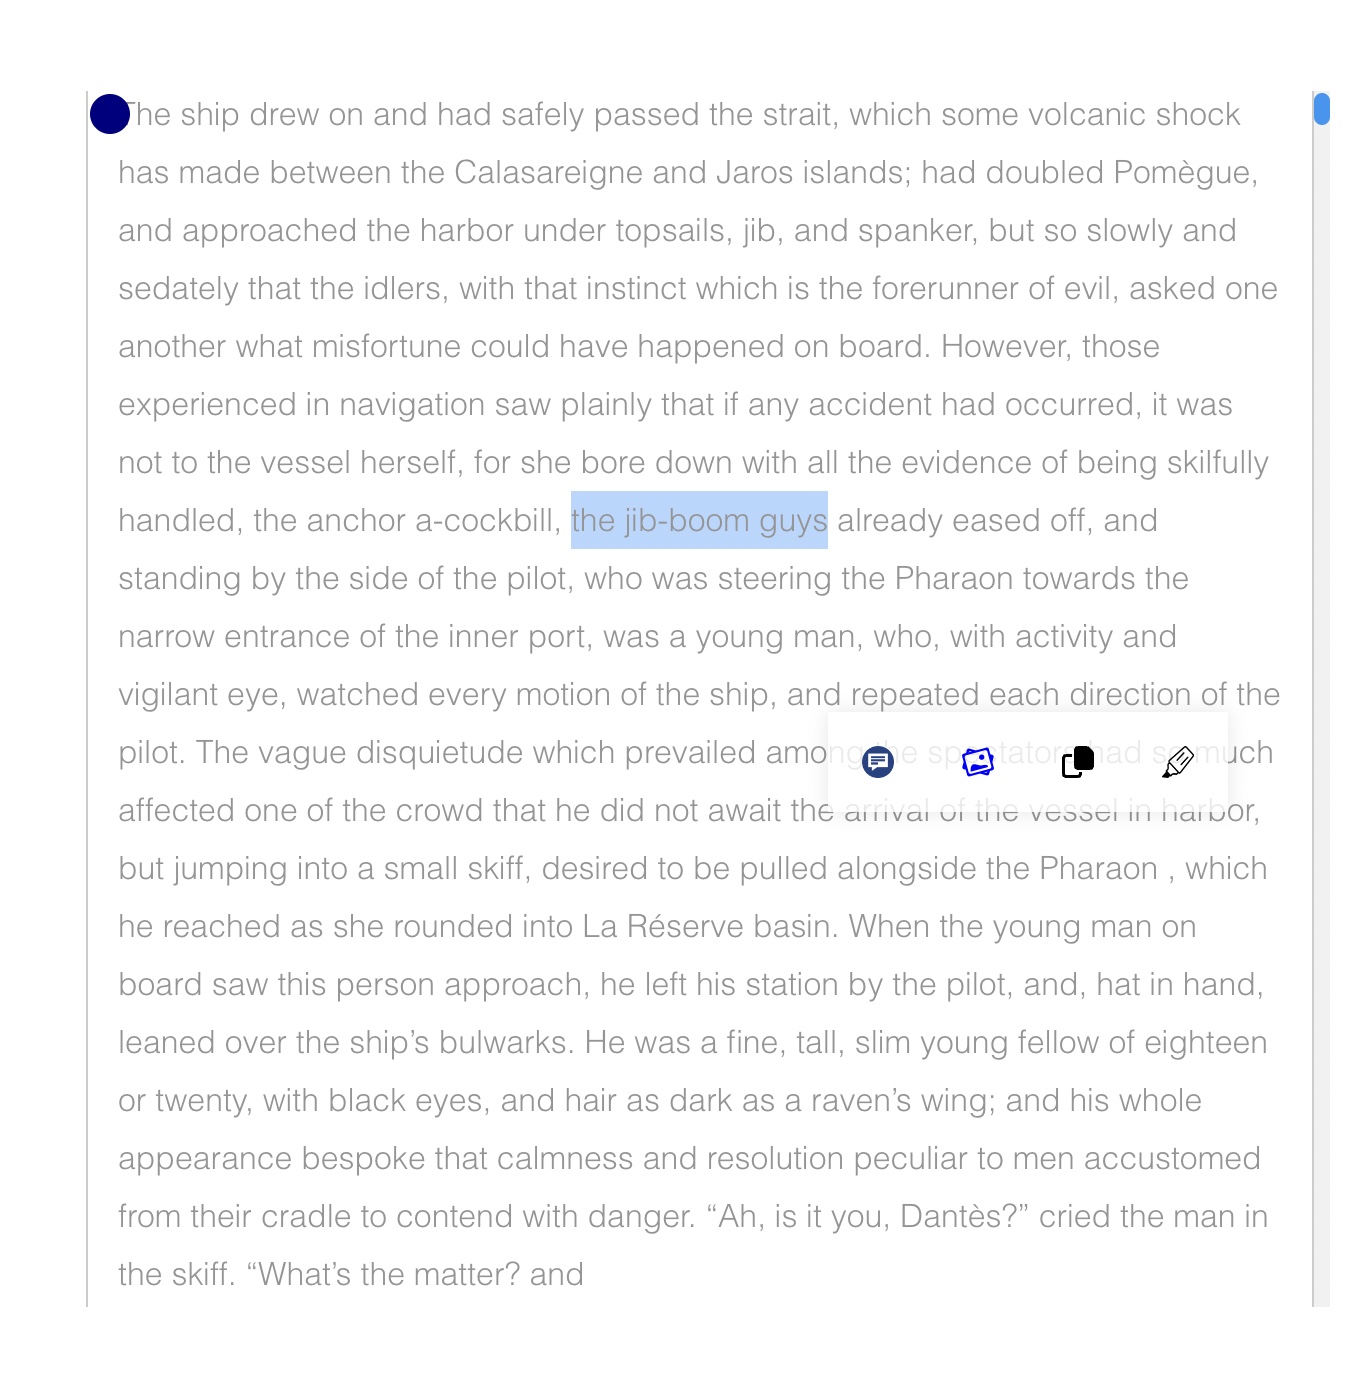 The ship drew on and had safely passed the strait, which some volcanic shock
has made between the Calasareigne and Jaros islands; had doubled Pomègue,
and approached the harbor under topsails, jib, and spanker, but so slowly and
sedately that the idlers, with that instinct which is the forerunner of evil, asked one
another what misfortune could have happened on board. However, those
experienced in navigation saw plainly that if any accident had occurred, it was
not to the vessel herself, for she bore down with all the evidence of being skilfully
handled, the anchor a-cockbill, the jib-boom guys already eased off, and
standing by the side of the pilot, who was steering the Pharaon towards the
narrow entrance of the inner port, was a young man, who, with activity and
vigilant eye, watched every motion of the ship, and repeated each direction of the
pilot. The vague disquietude which prevailed among the spectators had so much
affected one of the crowd that he did not await the arrival of the vessel in harbor,
but jumping into a small skiff, desired to be pulled alongside the Pharaon , which
he reached as she rounded into La Réserve basin. When the young man on
board saw this person approach, he left his station by the pilot, and, hat in hand,
leaned over the ship’s bulwarks. He was a fine, tall, slim young fellow of eighteen
or twenty, with black eyes, and hair as dark as a raven’s wing; and his whole
appearance bespoke that calmness and resolution peculiar to men accustomed
from their cradle to contend with danger. “Ah, is it you, Dantès?” cried the man in
the skiff. “What’s the matter? and